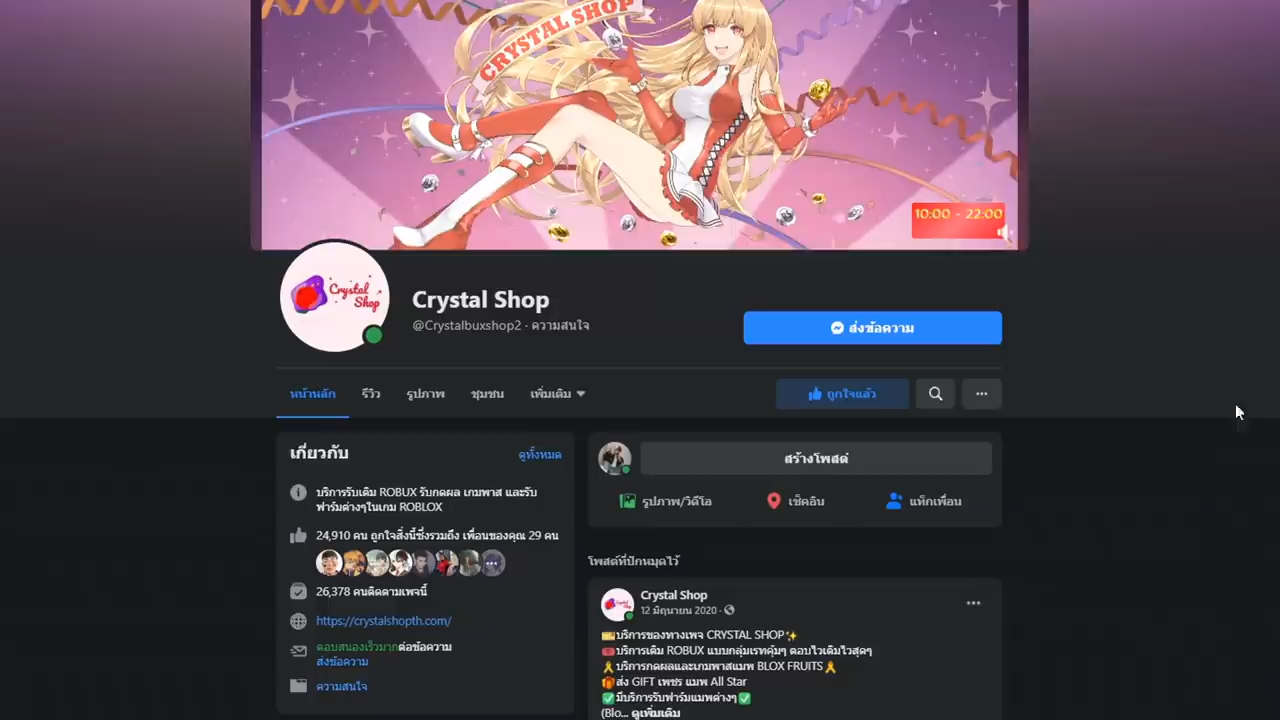 CRYSTAL SHOP
10:00 - 22:00
Crystal Shop
Crystal Shop
@Crystalbuxshop2 · ความสนใจ
ส่งข้อความ
หน้าหลัก
รีวิว
รูปภาพ
ชุมชน
เพิ่มเติม
ถูกใจแล้ว
เกี่ยวกับ
ดูทั้งหมด
บริการรับเติม ROBUX รับกดผล เกมพาส และรับ
ฟาร์มต่างๆในเกม ROBLOX
24,910 คน ถูกใจสิ่งนี้ซึ่งรวมถึง เพื่อนของคุณ 29 คน
26,378 คนติดตามเพจนี้
https://crystalshopth.com/
ตอบสนองเร็วมากต่อข้อความ
ส่งข้อความ
ความสนใจ
สร้างโพสต์
รูปภาพ/วิดีโอ
เช็คอิน
แท็กเพื่อน
โพสต์ที่ปักหมุดไว้
Crystal Shop
12 มิถุนายน 2020 ·
🎫บริการของทางเพจ CRYSTAL SHOP✨
🎟บริการเติม ROBUX แบบกลุ่มเรทคุ้มๆ ตอบไวเติมไวสุดๆ
🎗บริการกดผลและเกมพาสแมพ BLOX FRUITS🎗
🎁ส่ง GIFT เพชร แมพ All Star
✅มีบริการรับฟาร์มแมพต่างๆ✅
(Blo... ดูเพิ่มเติม